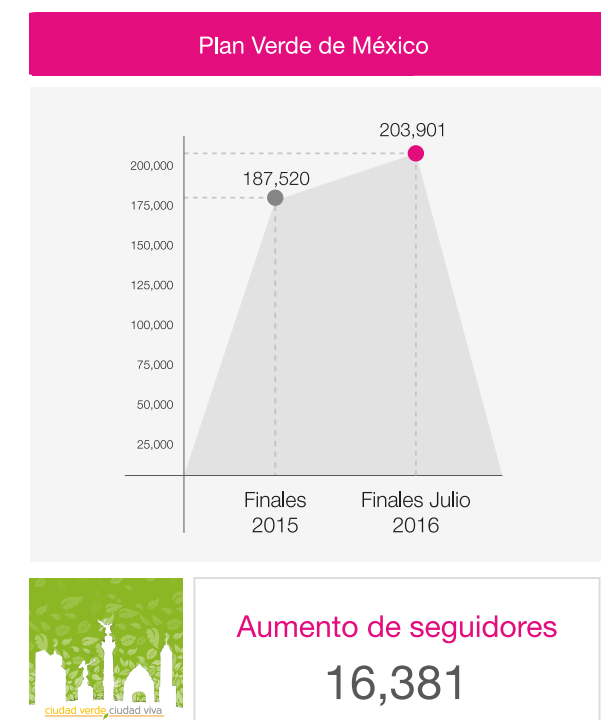 Plan Verde de México
203,901
187,520
200,000
175,000
150,000
125,000
100,000
75,000
50,000
25,000
Finales
2015
Finales Julio
2016
Aumento de seguidores
16,381
ciudad verde,ciudad viva